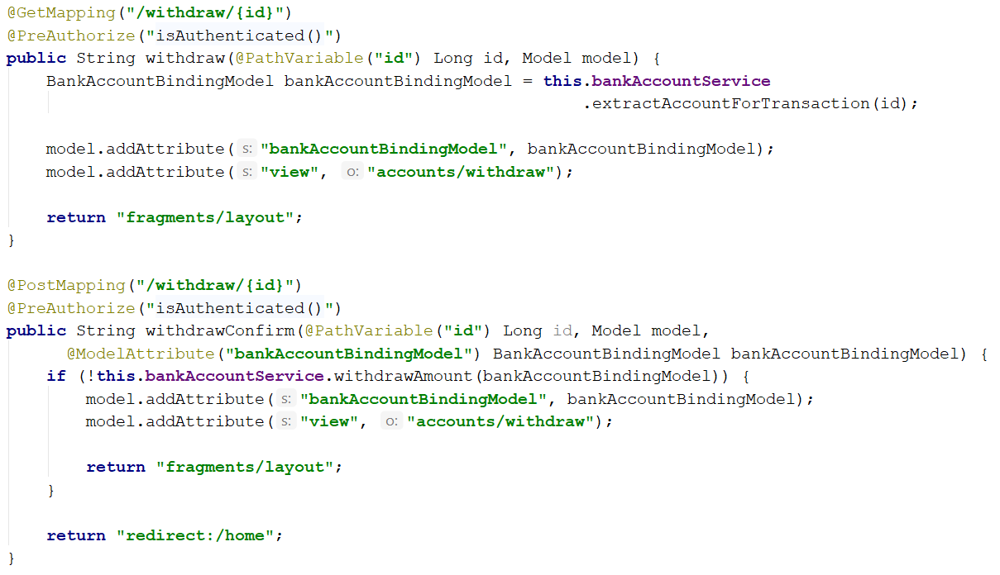 @GetMapping("/withdraw/{id}")
@PreAuthorize("isAuthenticated()")
public String withdraw(@PathVariable("id") Long id, Model model) {
    BankAccountBindingModel bankAccountBindingModel = this.bankAccountService
                                                          .extractAccountForTransaction(id);
    model.addAttribute( s: "bankAccountBindingModel", bankAccountBindingModel);
    model.addAttribute( s: "view",  o: "accounts/withdraw");
    return "fragments/layout";
}
@PostMapping("/withdraw/{id}")
@PreAuthorize("isAuthenticated()")
public String withdrawConfirm(@PathVariable("id") Long id, Model model,
      @ModelAttribute("bankAccountBindingModel") BankAccountBindingModel bankAccountBindingModel) {
    if (!this.bankAccountService.withdrawAmount(bankAccountBindingModel)) {
        model.addAttribute( s: "bankAccountBindingModel", bankAccountBindingModel);
        model.addAttribute( s: "view",  o: "accounts/withdraw");
        return "fragments/layout";
    }
    return "redirect:/home";
}